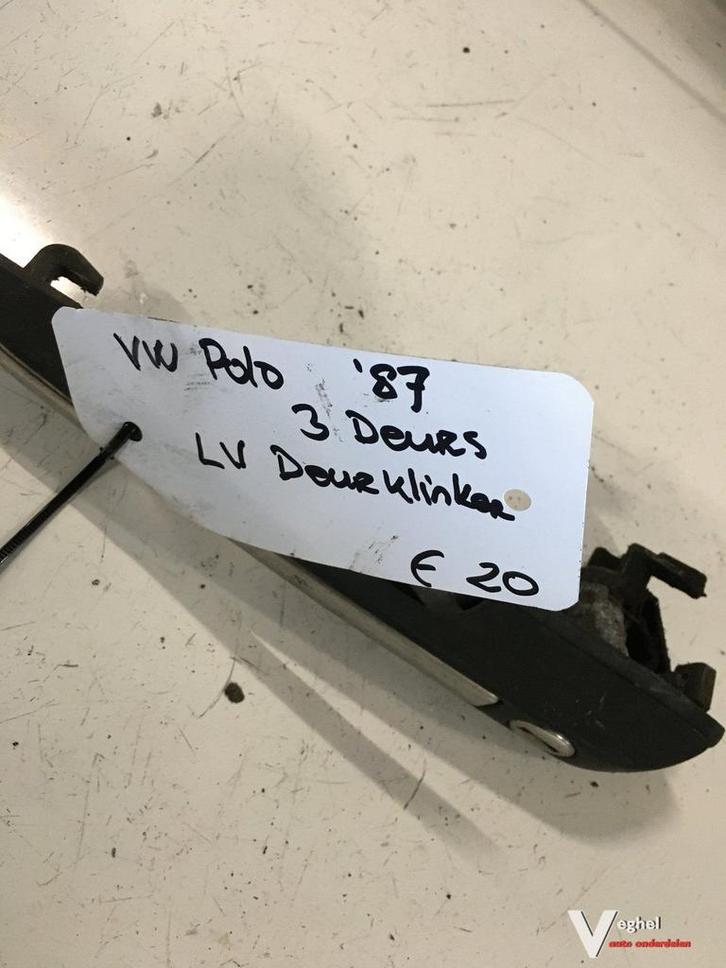 VW Polo '87
3 Deurs
LV Deurklinker
€ 20
Veghel
auto onderdelen